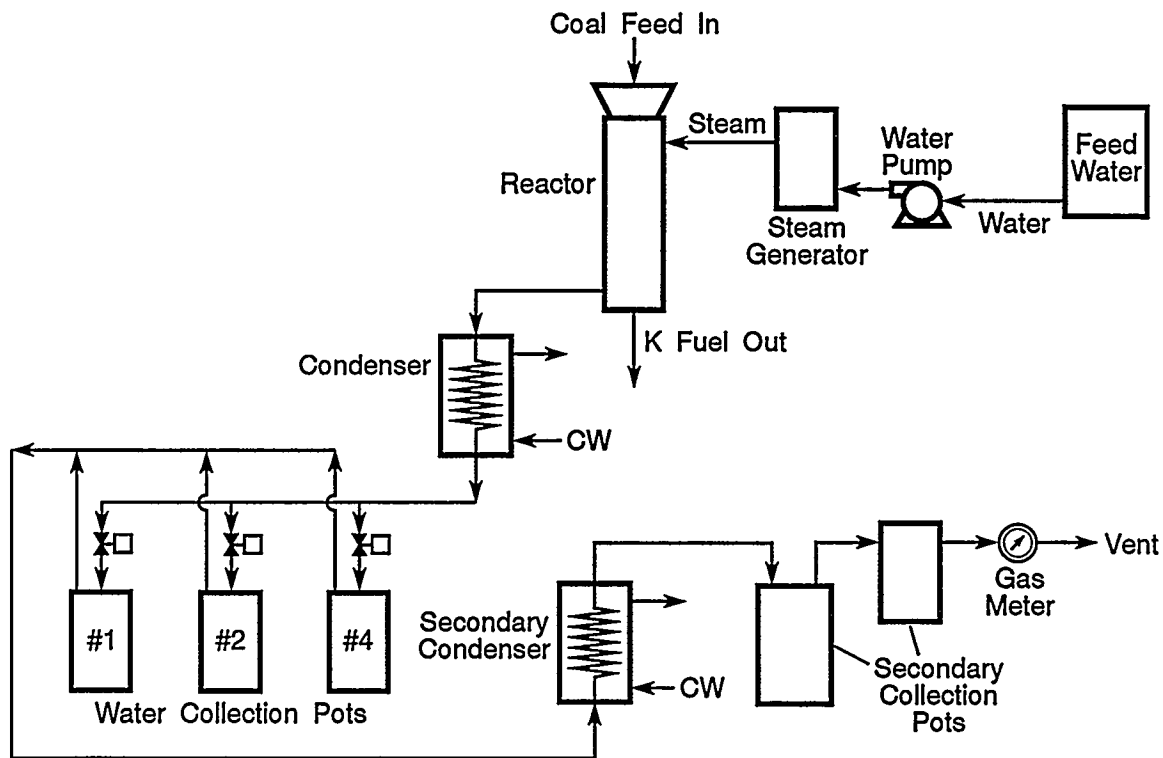 Coal Feed In
Steam
Water
Pump
Feed
Water
Reactor
Steam
Generator
Water
K Fuel Out
Condenser
CW
#1
#2
#4
Water Collection Pots
Secondary
Condenser
CW
Vent
Gas
Meter
Secondary
Collection
Pots